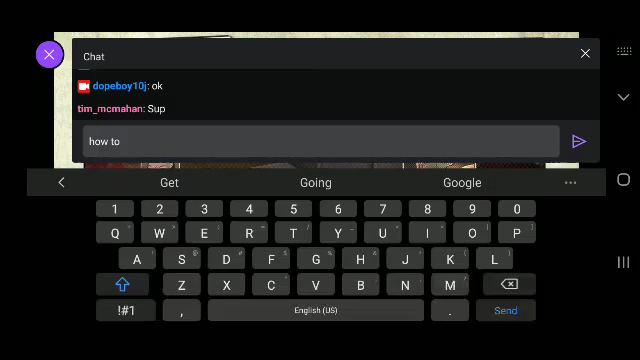 Chat
dopeboy10j: ok
tim_mcmahan: Sup
how to
Get Going Google ...
1 2 3 4 5 6 7 8 9 0
Q W E R T Y U I O P
A S D F G H J K L
Z X C V B N M
!#1 , English (US) . Send